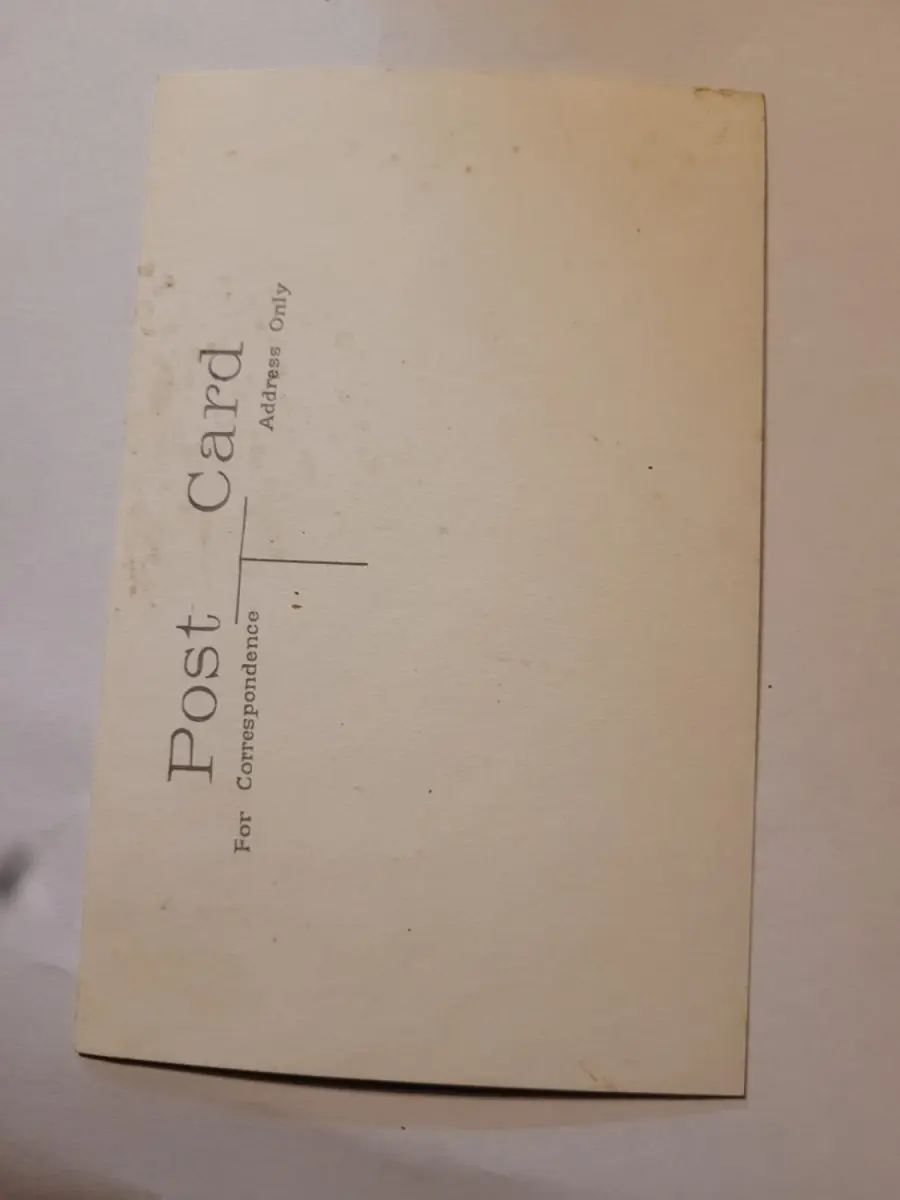 Post Card
For Correspondence
Address Only